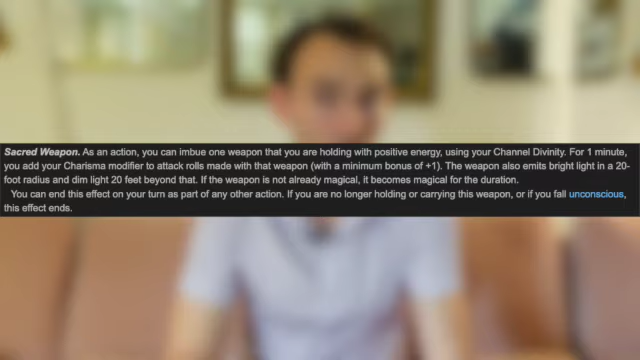 Sacred Weapon. As an action, you can imbue one weapon that you are holding with positive energy, using your Channel Divinity. For 1 minute,
you add your Charisma modifier to attack rolls made with that weapon (with a minimum bonus of +1). The weapon also emits bright light in a 20-
foot radius and dim light 20 feet beyond that. If the weapon is not already magical, it becomes magical for the duration.
You can end this effect on your turn as part of any other action. If you are no longer holding or carrying this weapon, or if you fall unconscious,
this effect ends.